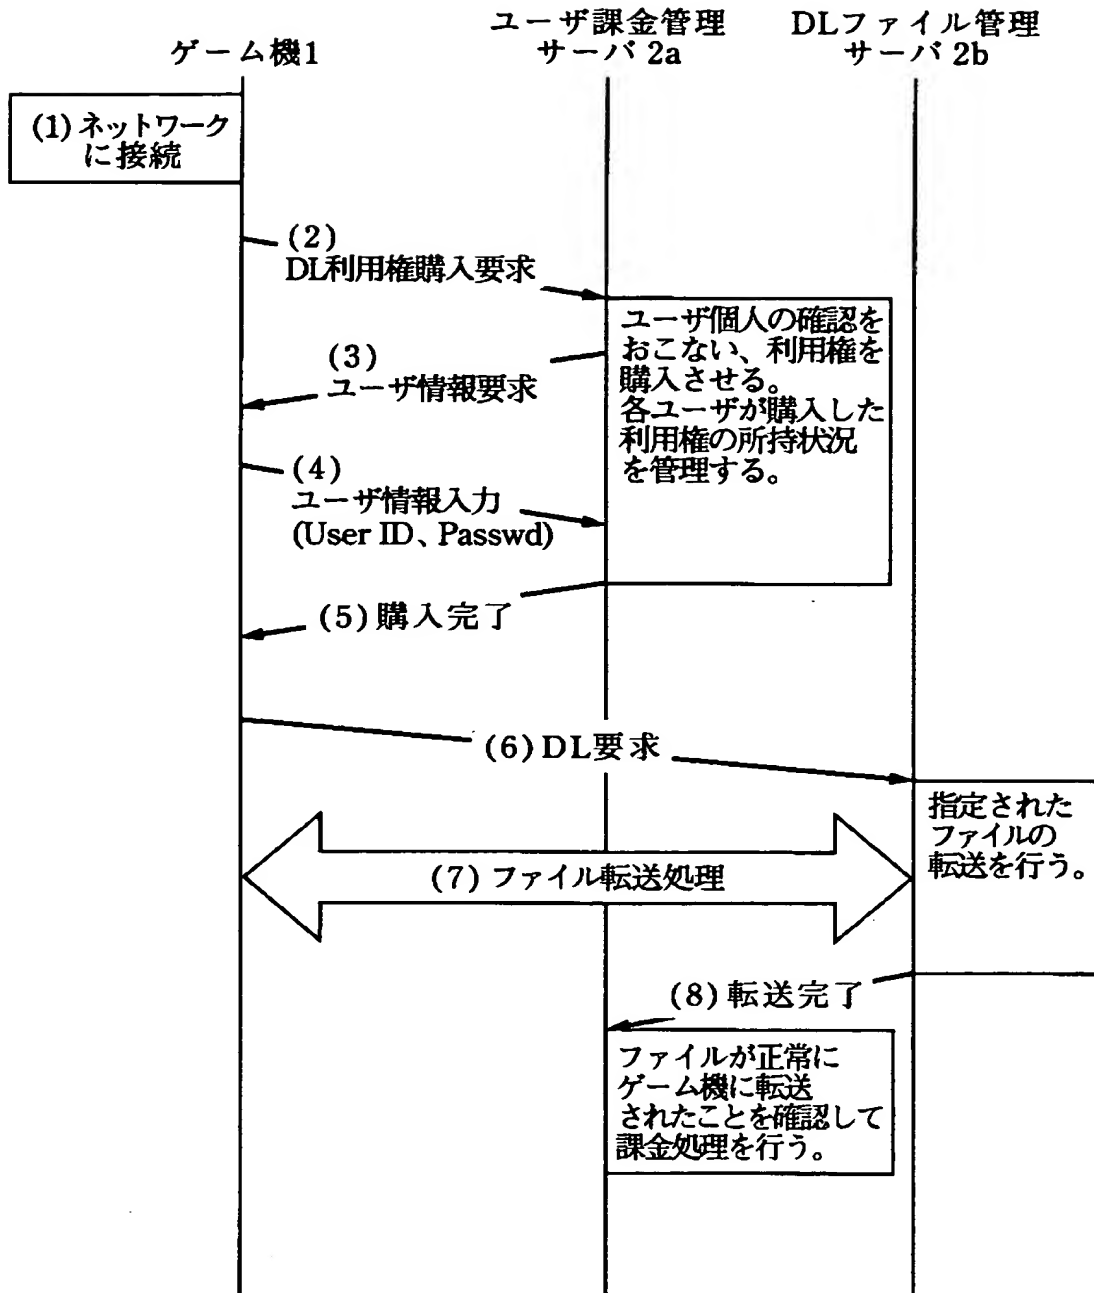 ゲーム機1
ユーザ課金管理
サーバ 2a
DLファイル管理
サーバ 2b
(1)ネットワーク
に接続
(2)
DL利用権購入要求
ユーザ個人の確認を
おこない、利用権を
購入させる。
各ユーザが購入した
利用権の所持状況
を管理する。
(3)
ユーザ情報要求
(4)
ユーザ情報入力
(User ID、Passwd)
(5)購入完了
(6)DL要求
指定された
ファイルの
転送を行う。
(7)ファイル転送処理
(8)転送完了
ファイルが正常に
ゲーム機に転送
されたことを確認して
課金処理を行う。